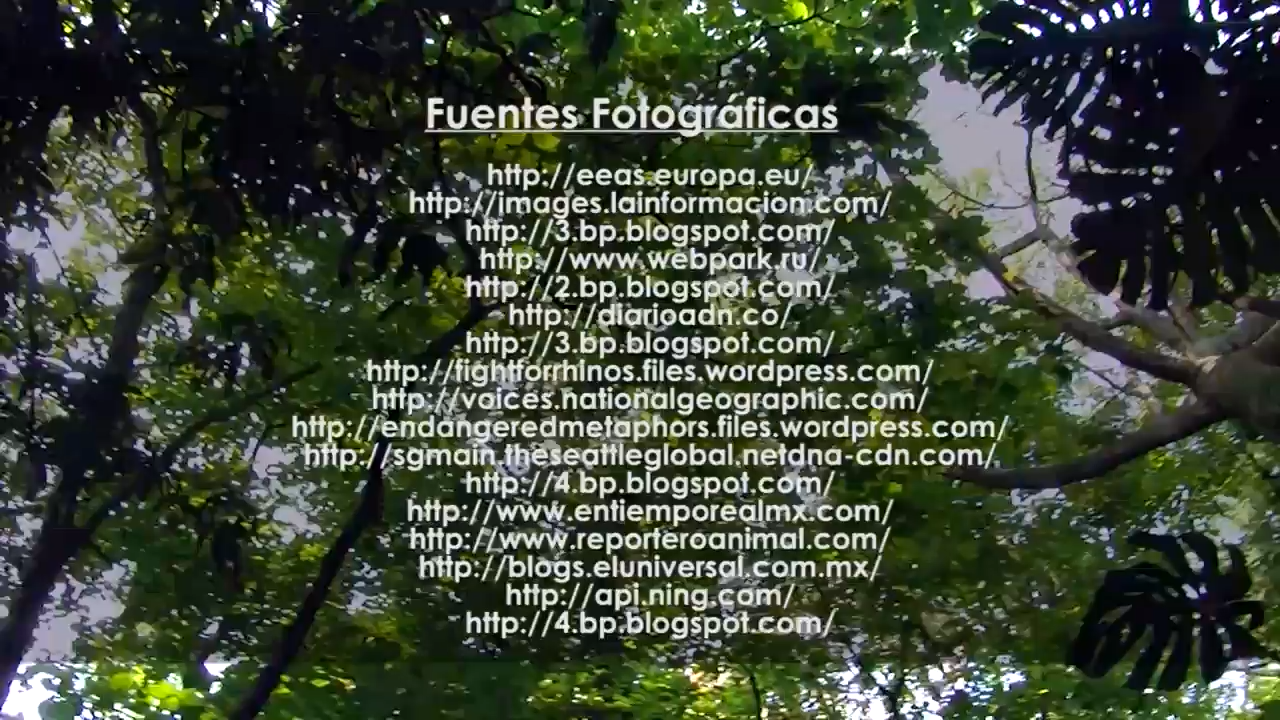 Fuentes Fotográficas
http://eeas.europa.eu/
http://images.lainformacion.com/
http://3.bp.blogspot.com/
http://www.webpark.ru/
http://2.bp.blogspot.com/
http://diarioadn.co/
http://3.bp.blogspot.com/
http://fightforrhinos.files.wordpress.com/
http://voices.nationalgeographic.com/
http://endangeredmetaphors.files.wordpress.com/
http://sgmain.theseattleglobal.netdna-cdn.com/
http://4.bp.blogspot.com/
http://www.entiemporealmx.com/
http://www.reporteroanimal.com/
http://blogs.eluniversal.com.mx/
http://api.ning.com/
http://4.bp.blogspot.com/